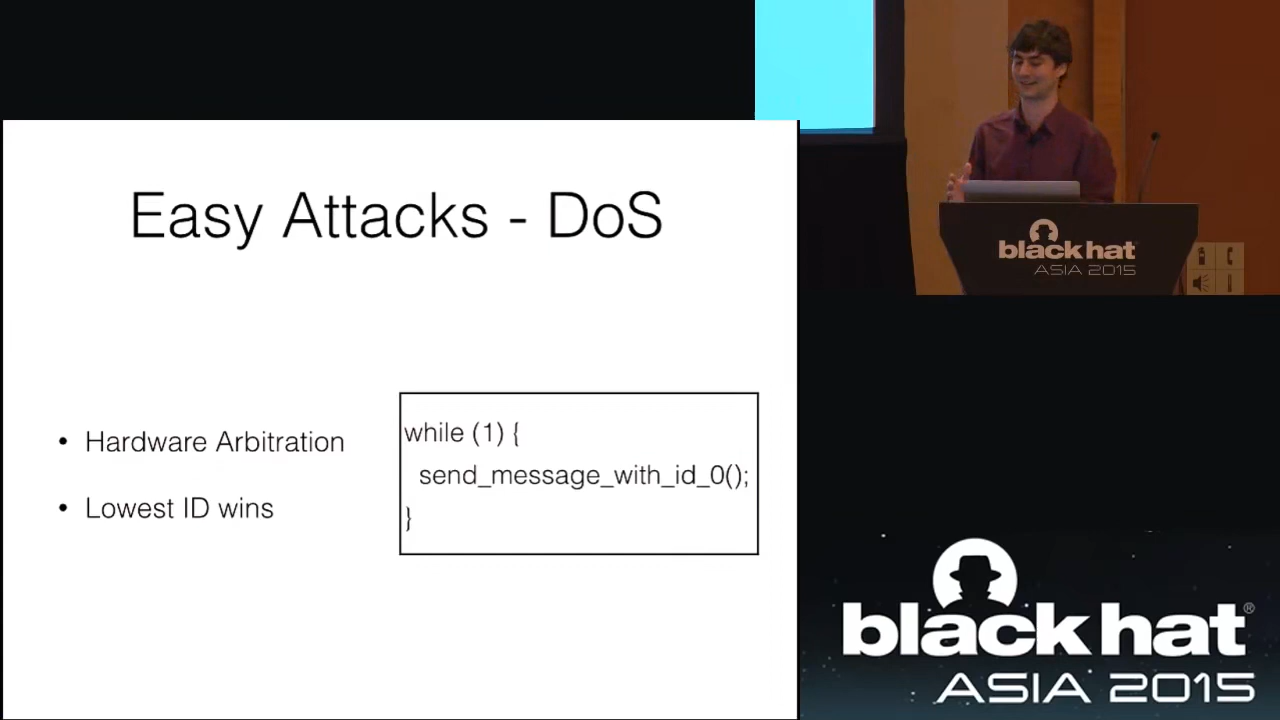 Easy Attacks - DoS
• Hardware Arbitration
• Lowest ID wins
while (1) {
send_message_with_id_0();
}
black hat
ASIA 2015
black hat®
ASIA 2015